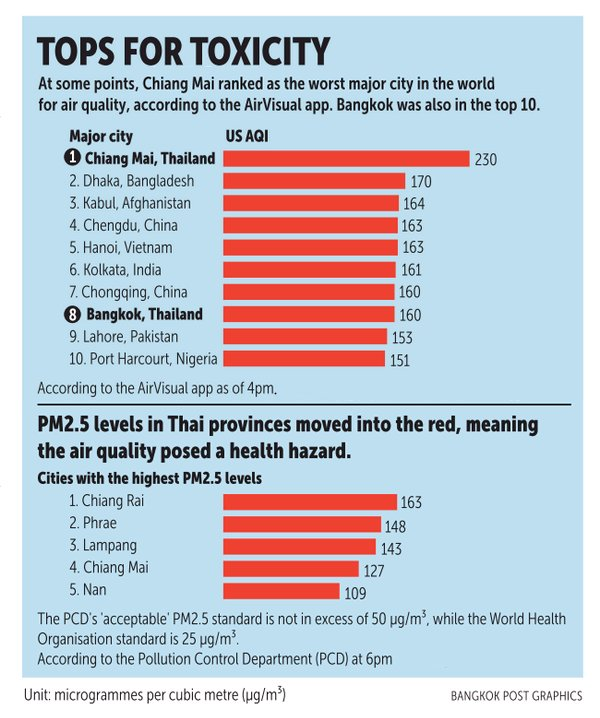 TOPS FOR TOXICITY
At some points, Chiang Mai ranked as the worst major city in the world
for air quality, according to the AirVisual app. Bangkok was also in the top 10.
Major city US AQI
1 Chiang Mai, Thailand 230
2. Dhaka, Bangladesh 170
3. Kabul, Afghanistan 164
4. Chengdu, China 163
5. Hanoi, Vietnam 163
6. Kolkata, India 161
7. Chongqing, China 160
8 Bangkok, Thailand 160
9. Lahore, Pakistan 153
10. Port Harcourt, Nigeria 151
According to the AirVisual app as of 4pm.
PM2.5 levels in Thai provinces moved into the red, meaning
the air quality posed a health hazard.
Cities with the highest PM2.5 levels
1. Chiang Rai 163
2. Phrae 148
3. Lampang 143
4. Chiang Mai 127
5. Nan 109
The PCD's 'acceptable' PM2.5 standard is not in excess of 50 µg/m³, while the World Health
Organisation standard is 25 µg/m³.
According to the Pollution Control Department (PCD) at 6pm
Unit: microgrammes per cubic metre (µg/m³) BANGKOK POST GRAPHICS